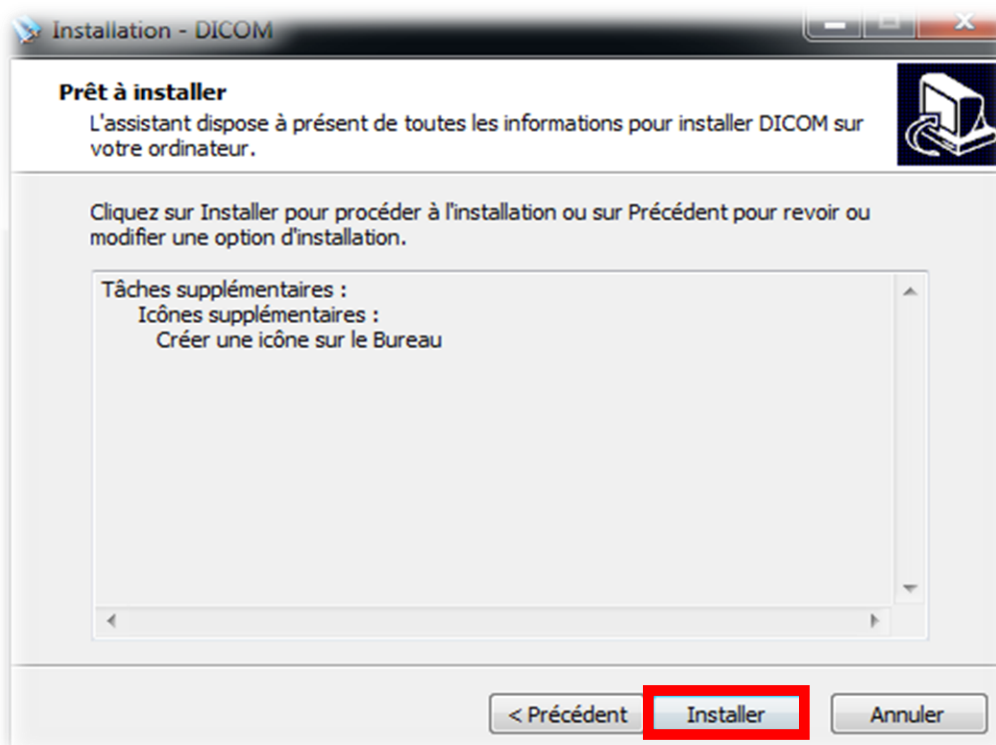 Installation - DICOM
Prêt à installer
L'assistant dispose à présent de toutes les informations pour installer DICOM sur
votre ordinateur.
Cliquez sur Installer pour procéder à l'installation ou sur Précédent pour revoir ou
modifier une option d'installation.
Tâches supplémentaires :
Icônes supplémentaires :
Créer une icône sur le Bureau
< Précédent
Installer
Annuler